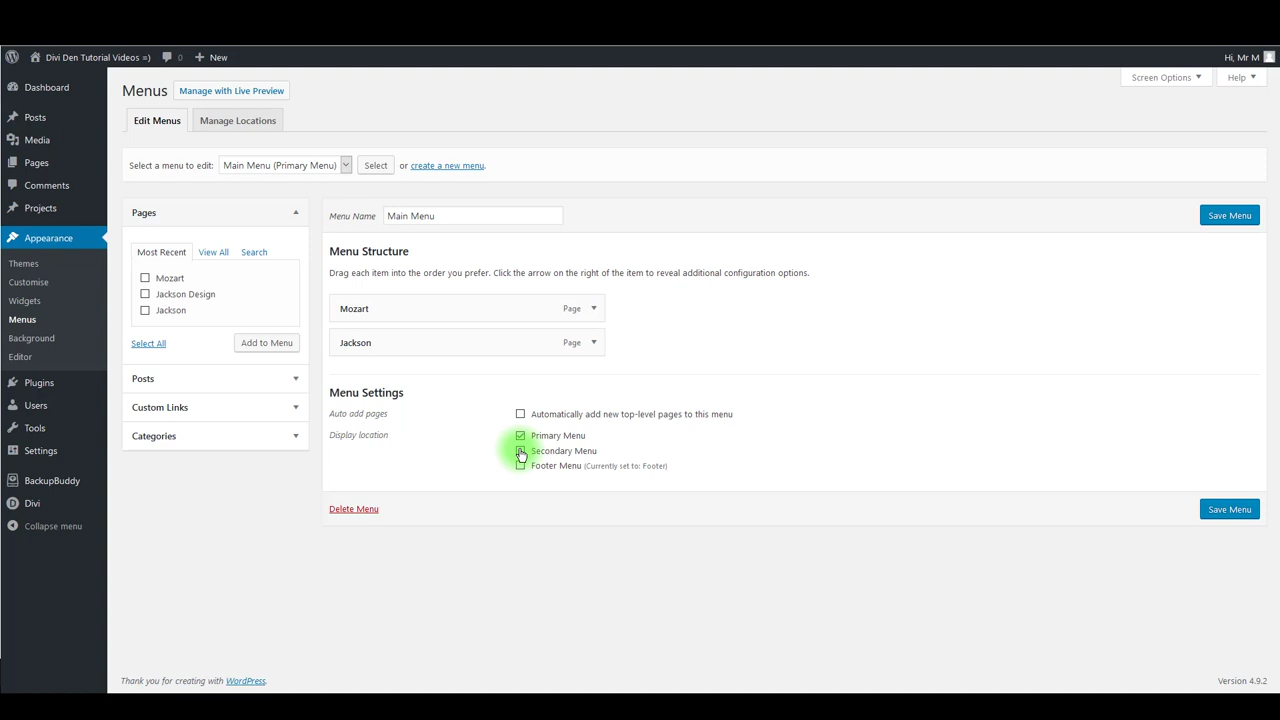 Divi Den Tutorial Videos =) 0 New Hi, Mr M
Dashboard
Posts
Media
Pages
Comments
Projects
Appearance
Themes
Customise
Widgets
Menus
Background
Editor
Plugins
Users
Tools
Settings
BackupBuddy
Divi
Collapse menu
Screen Options Help
Menus Manage with Live Preview
Edit Menus Manage Locations
Select a menu to edit: Main Menu (Primary Menu) Select or create a new menu.
Pages
Most Recent View All Search
Mozart
Jackson Design
Jackson
Select All Add to Menu
Posts
Custom Links
Categories
Menu Name Main Menu Save Menu
Menu Structure
Drag each item into the order you prefer. Click the arrow on the right of the item to reveal additional configuration options.
Mozart Page
Jackson Page
Menu Settings
Auto add pages Automatically add new top-level pages to this menu
Display location Primary Menu
Secondary Menu
Footer Menu (Currently set to: Footer)
Delete Menu Save Menu
Thank you for creating with WordPress. Version 4.9.2